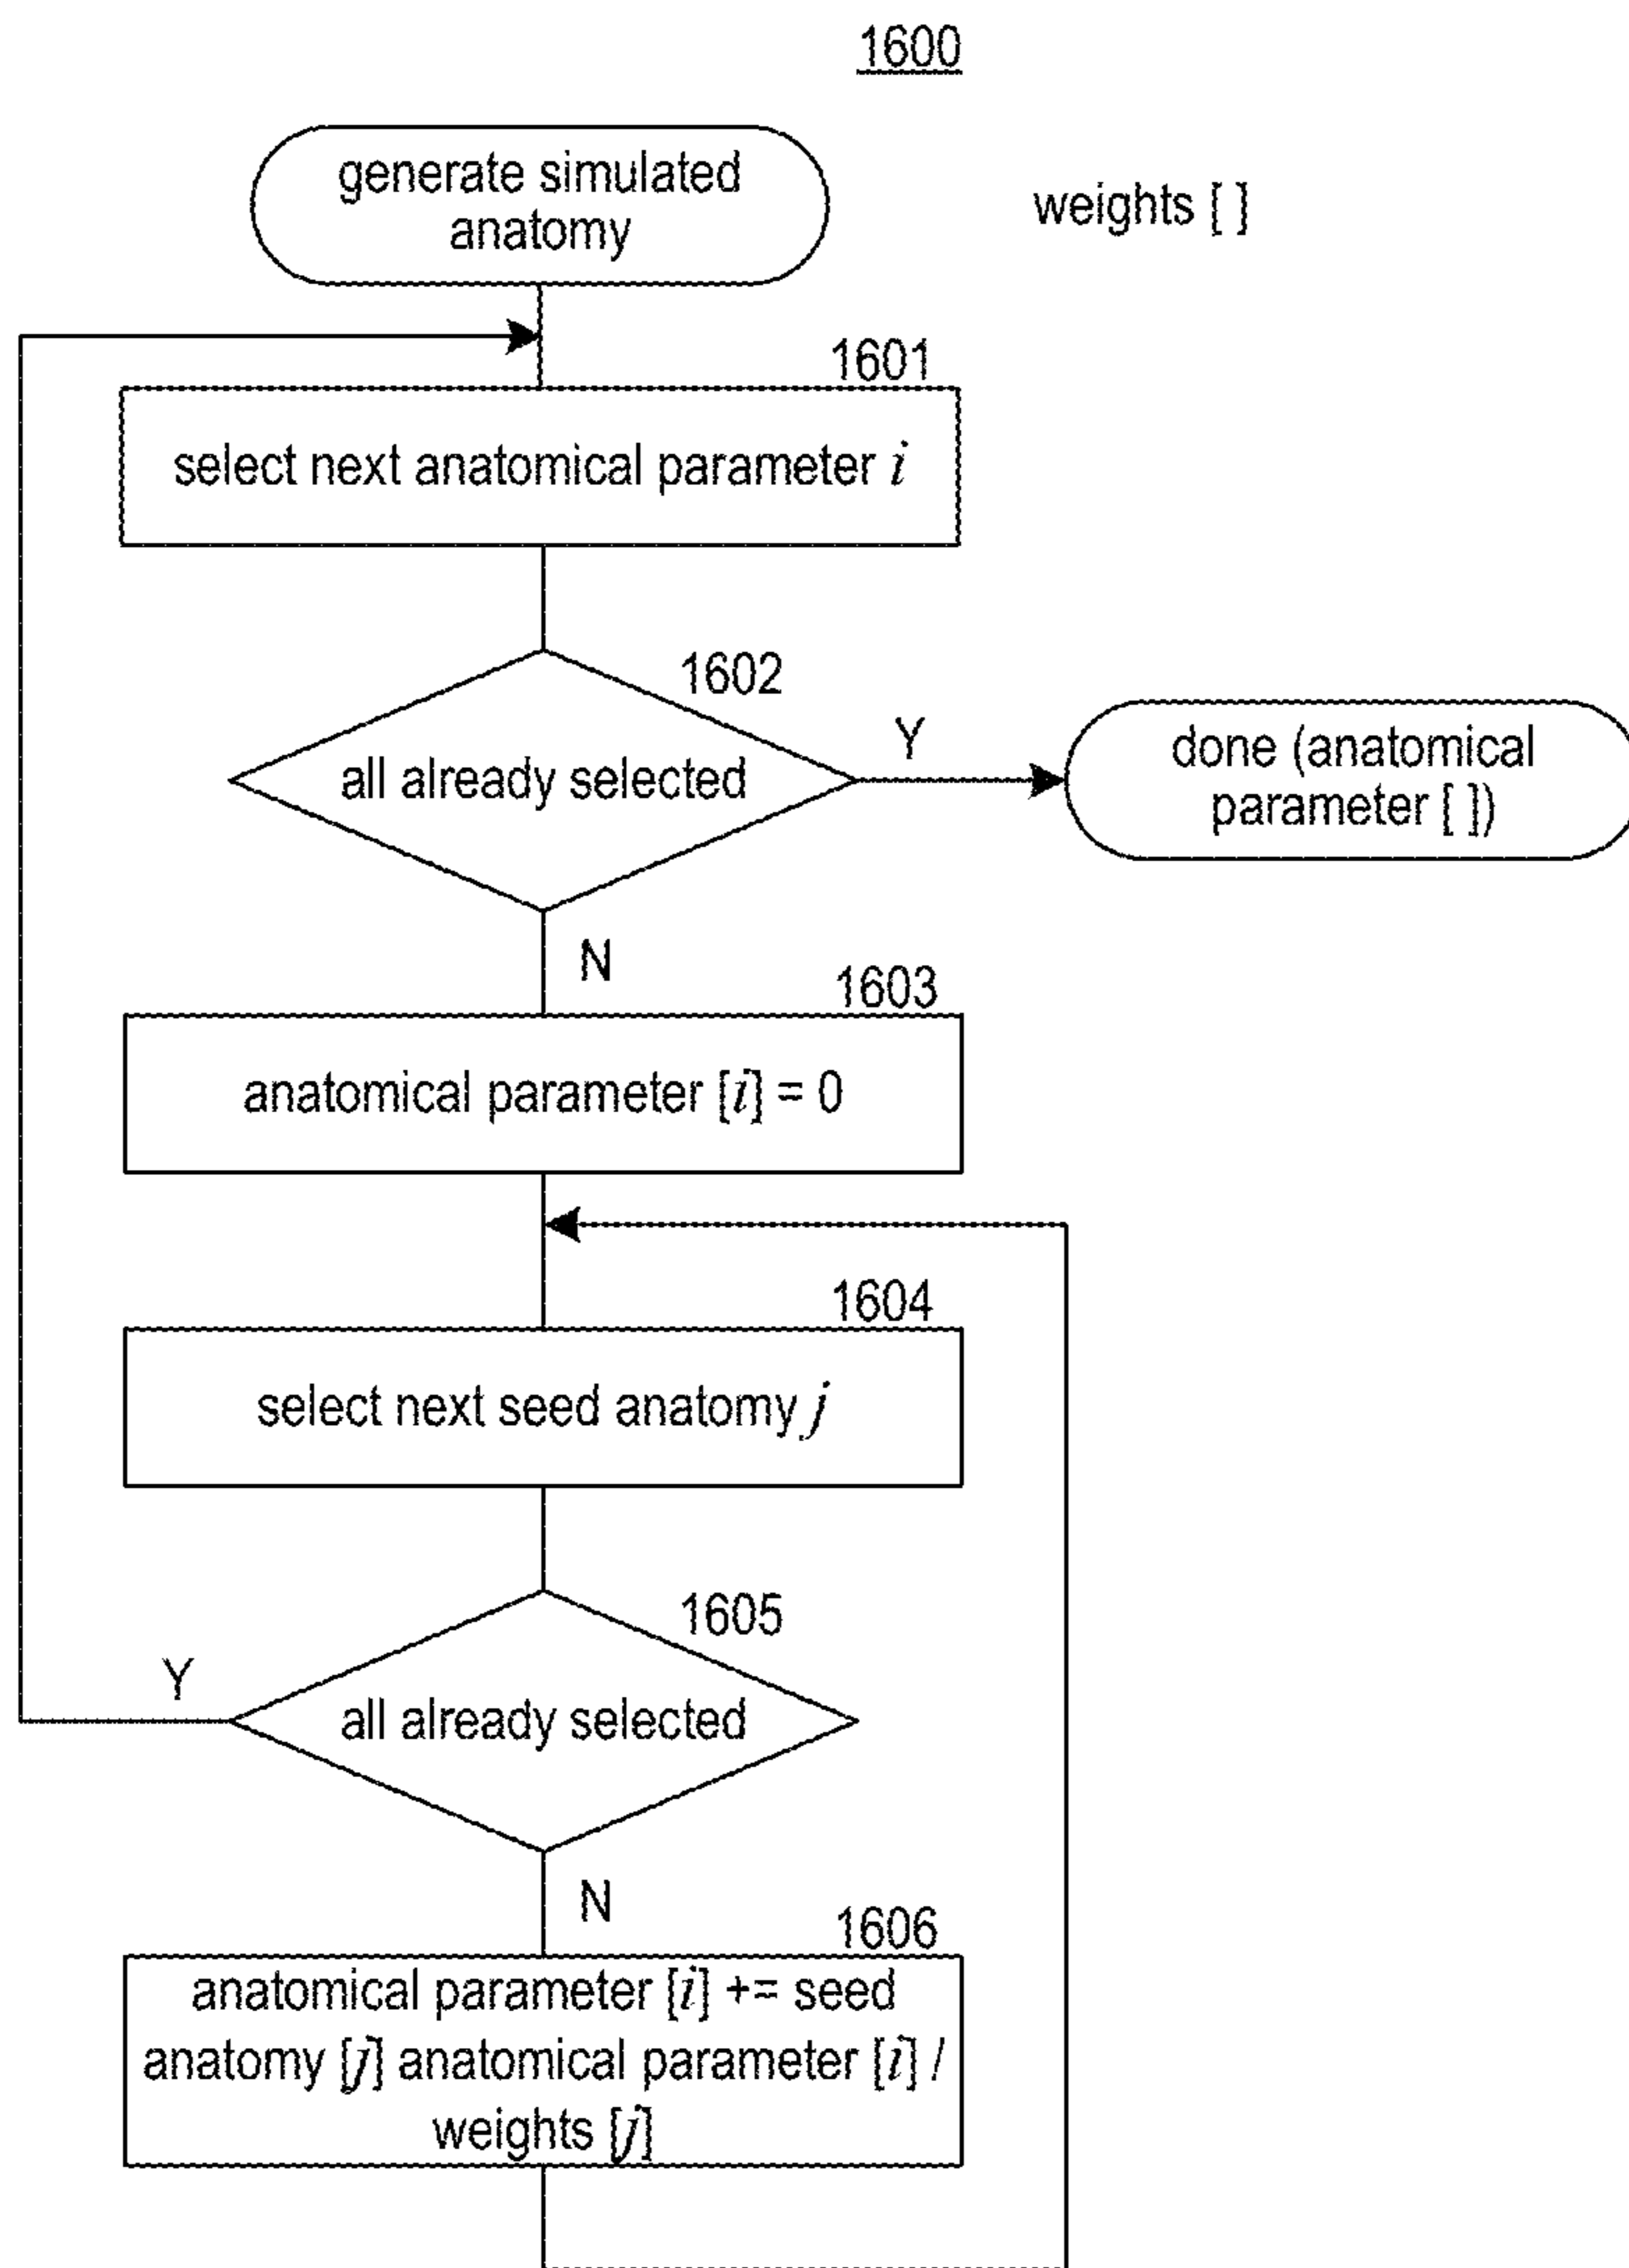 1600
generate simulated
anatomy
weights [ ]
1601
select next anatomical parameter i
1602
all already selected
Y
done (anatomical
parameter [ ])
N
1603
anatomical parameter [i] = 0
1604
select next seed anatomy j
1605
all already selected
Y
N
1606
anatomical parameter [i] += seed
anatomy [j] anatomical parameter [i] /
weights [j]